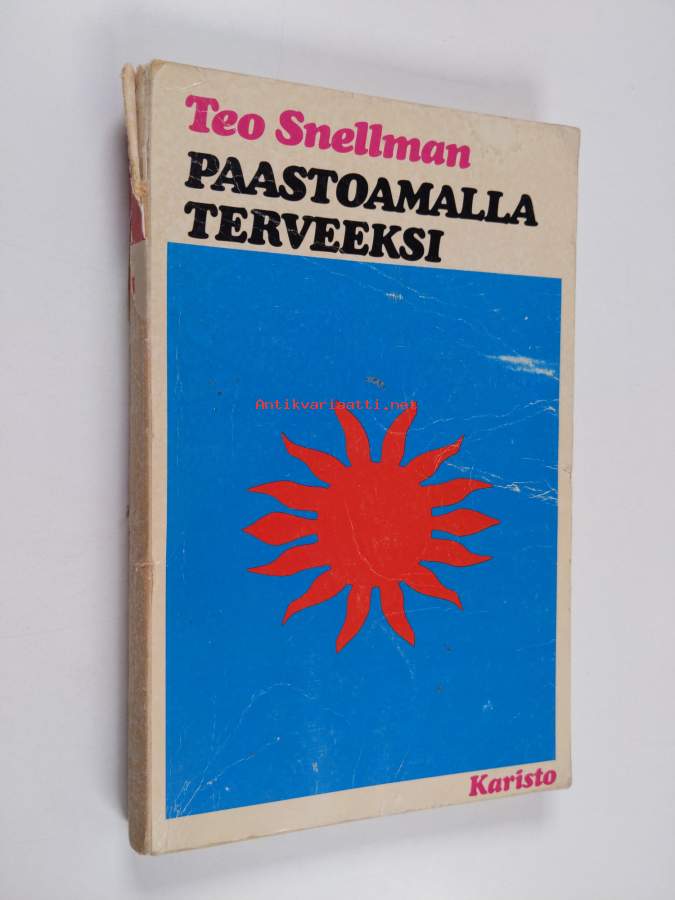 Teo Snellman
PAASTOAMALLA
TERVEEKSI
Antikvariaatti.net
Karisto